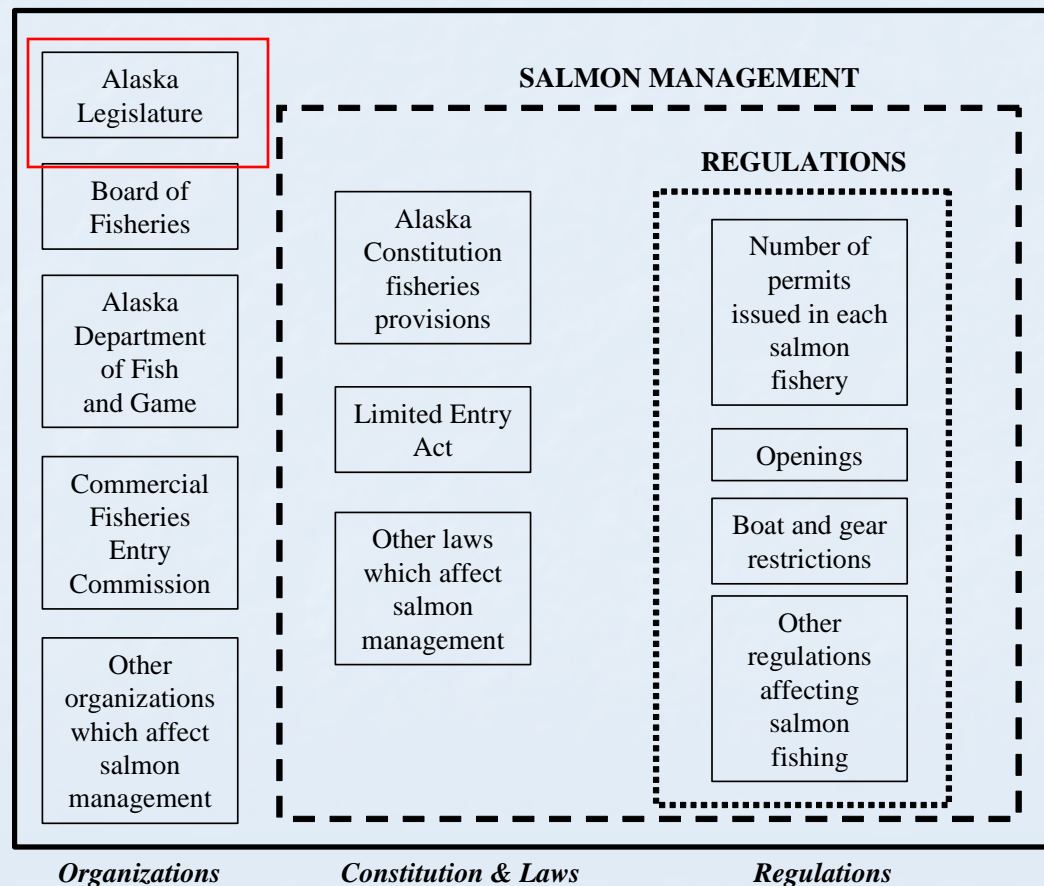 Alaska
Legislature
Board of
Fisheries
Alaska
Department
of Fish
and Game
Commercial
Fisheries
Entry
Commission
Other
organizations
which affect
salmon
management
SALMON MANAGEMENT
Alaska
Constitution
fisheries
provisions
Limited Entry
Act
Other laws
which affect
salmon
management
REGULATIONS
Number of
permits
issued in each
salmon
fishery
Openings
Boat and gear
restrictions
Other
regulations
affecting
salmon
fishing
Organizations
Constitution & Laws
Regulations